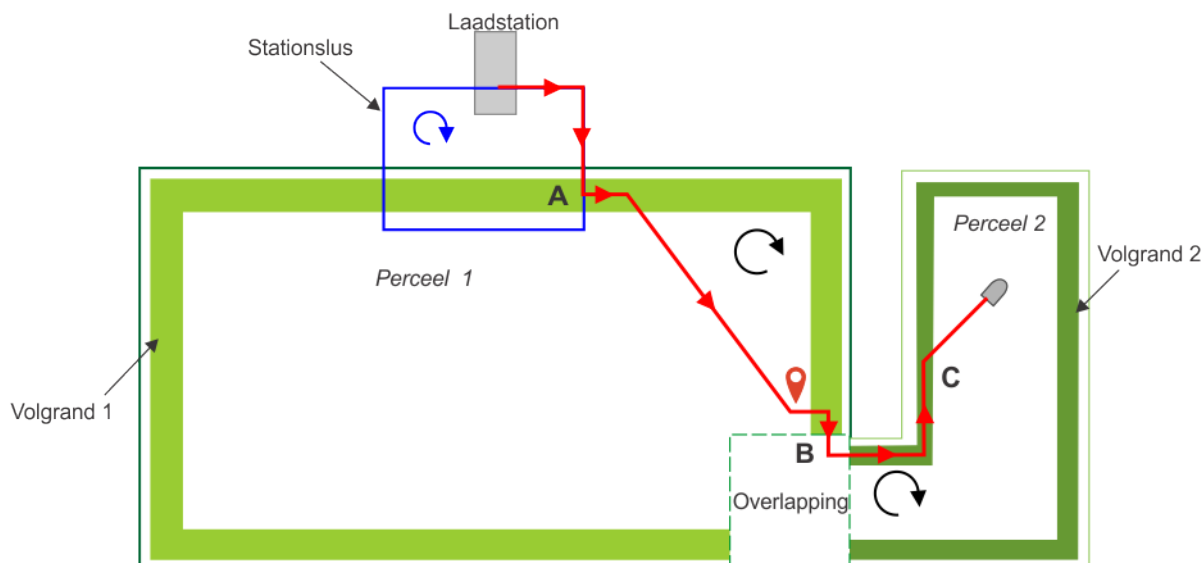 Laadstation
Stationslus
A
Perceel 1
Perceel 2
Volgrand 2
C
Volgrand 1
B
Overlapping